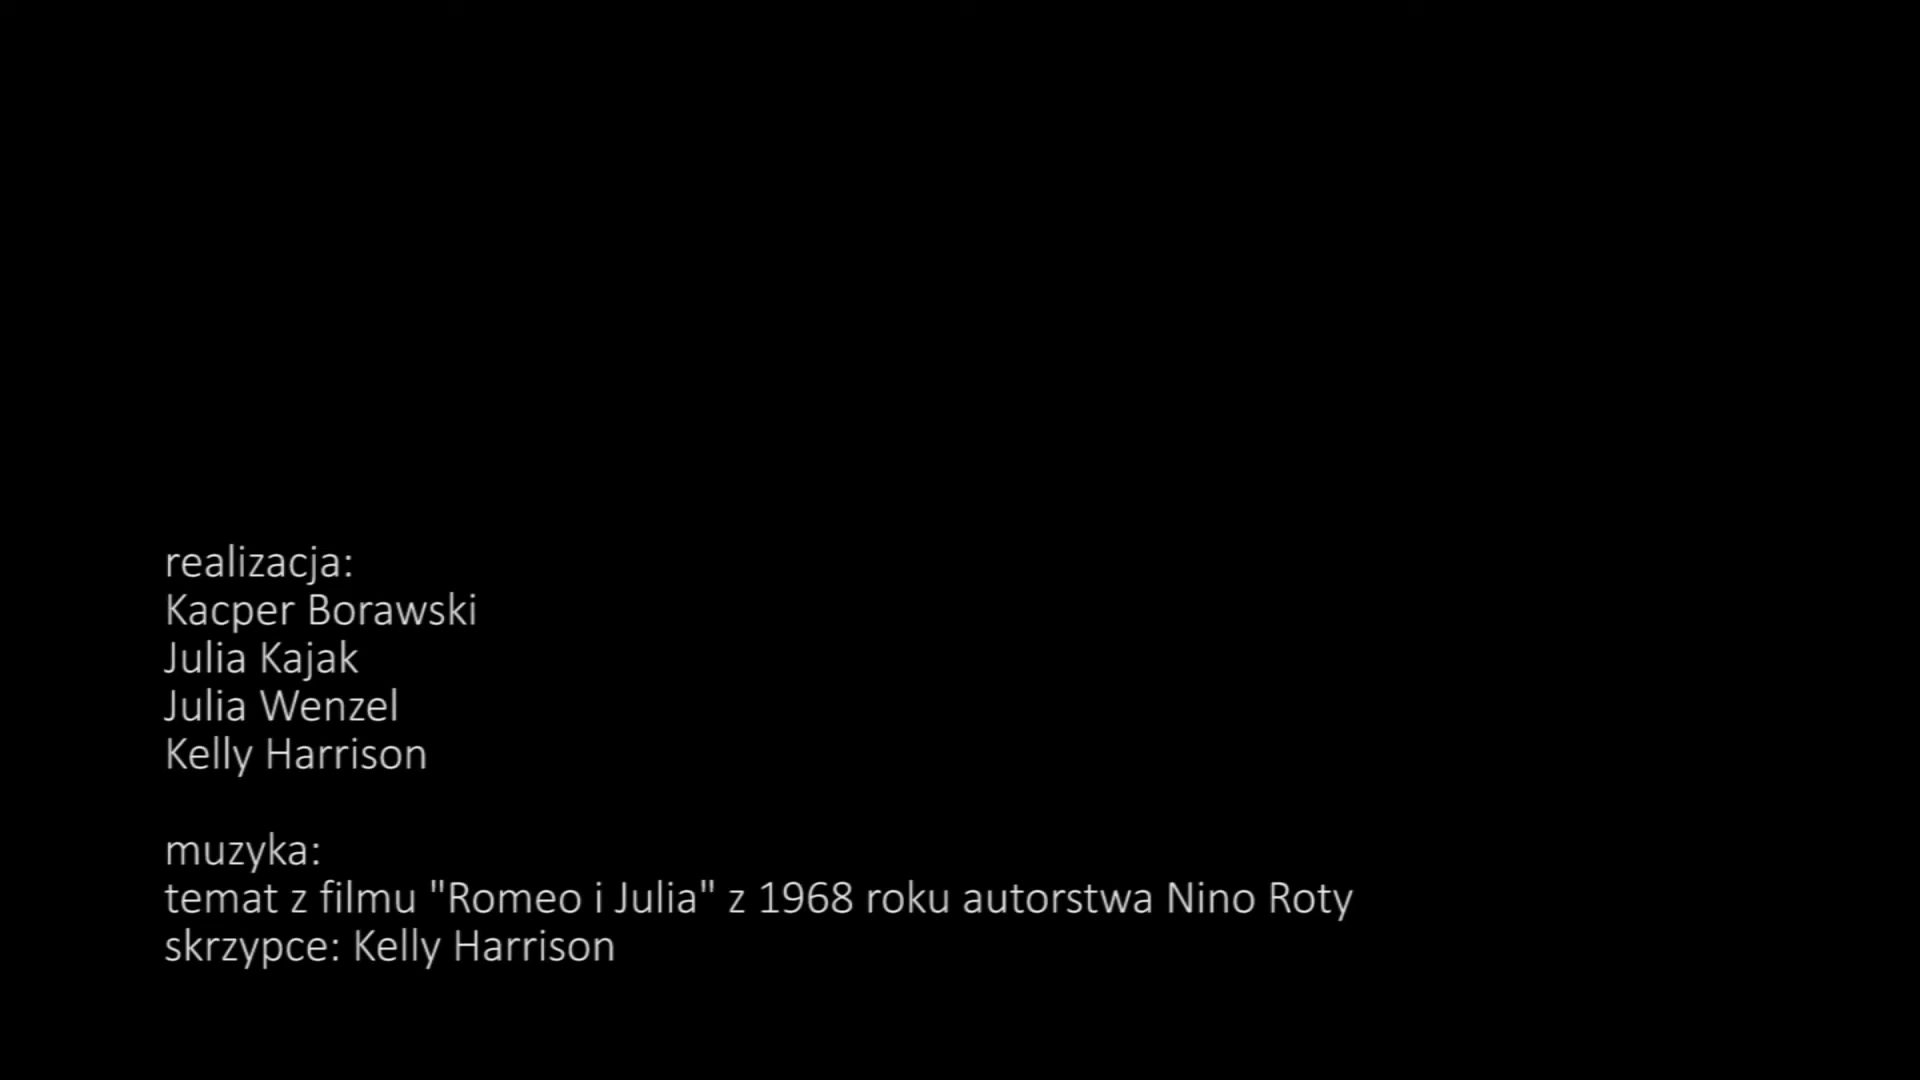 realizacja:
Kacper Borawski
Julia Kajak
Julia Wenzel
Kelly Harrison
muzyka:
temat z filmu "Romeo i Julia" z 1968 roku autorstwa Nino Roty
skrzypce: Kelly Harrison